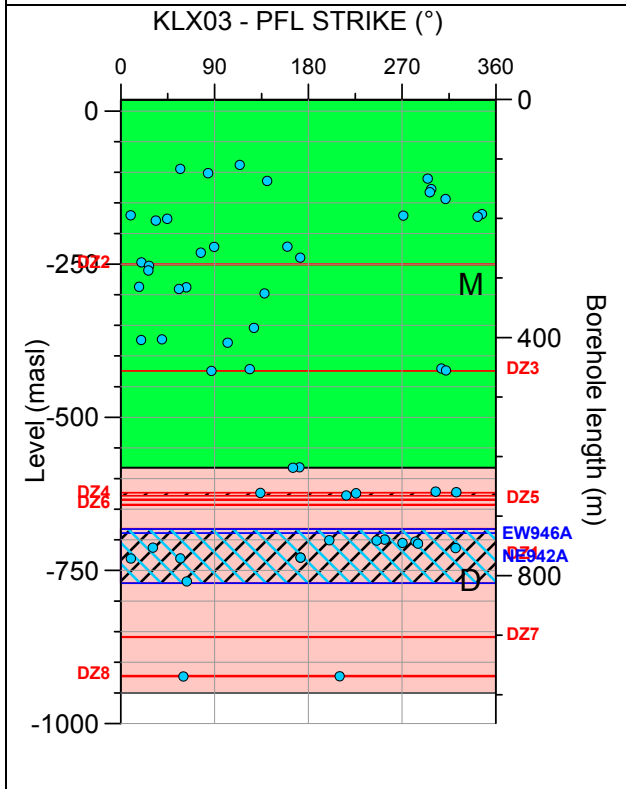 KLX03 - PFL STRIKE (°)
0 90 180 270 360
0 0
DZ2 -250
M
-400
DZ3
Level (masl)
Borehole length (m)
-500
DZ4 DZ5
DZ6
EW946A
NE942A
-750 800
D
DZ7
DZ8
-1000